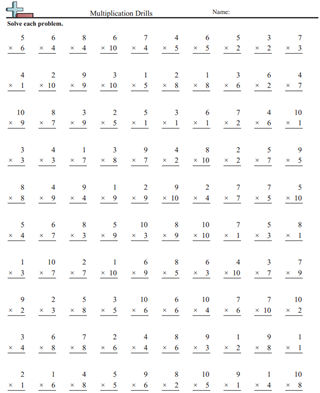 Multiplication Drills Name:
Solve each problem.
5 6 8 6 7 4 6 5 3 7
× 6 × 4 × 4 × 10 × 4 × 5 × 5 × 2 × 2 × 3
4 2 9 3 1 2 1 3 6 4
× 1 × 10 × 9 × 10 × 5 × 8 × 8 × 6 × 2 × 7
10 8 3 2 5 3 6 7 4 10
× 9 × 7 × 9 × 5 × 1 × 1 × 1 × 2 × 6 × 1
3 4 1 3 9 4 8 2 5 9
× 3 × 3 × 7 × 8 × 7 × 2 × 10 × 2 × 7 × 5
8 4 9 1 2 9 2 7 7 5
× 8 × 9 × 4 × 9 × 9 × 10 × 4 × 7 × 5 × 10
5 6 8 5 10 8 10 7 5 8
× 4 × 7 × 3 × 9 × 3 × 9 × 10 × 1 × 3 × 1
1 10 2 1 6 8 6 4 3 7
× 3 × 7 × 7 × 10 × 8 × 5 × 3 × 10 × 7 × 9
9 2 5 3 10 6 10 7 7 10
× 2 × 3 × 8 × 5 × 6 × 6 × 4 × 6 × 10 × 2
3 6 7 2 4 8 9 1 9 1
× 4 × 8 × 8 × 6 × 4 × 6 × 3 × 2 × 8 × 1
2 1 4 5 9 8 10 9 1 10
× 1 × 6 × 8 × 5 × 6 × 2 × 5 × 1 × 4 × 8